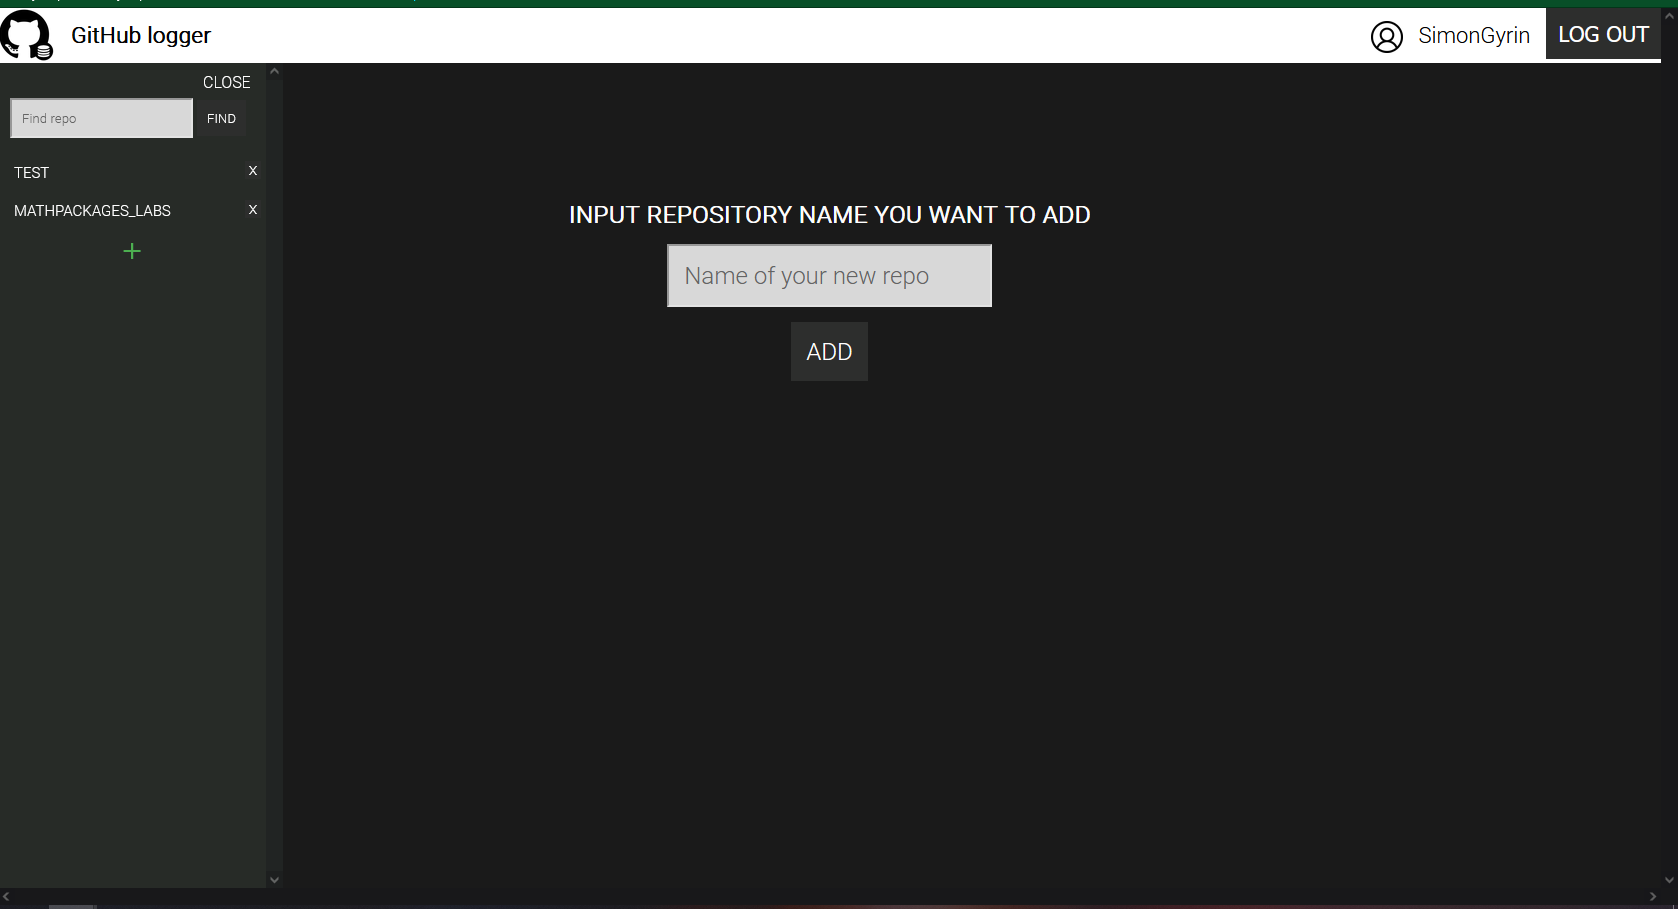 GitHub logger
SimonGyrin
LOG OUT
CLOSE
Find repo
FIND
TEST
X
MATHPACKAGES_LABS
X
+
INPUT REPOSITORY NAME YOU WANT TO ADD
Name of your new repo
ADD